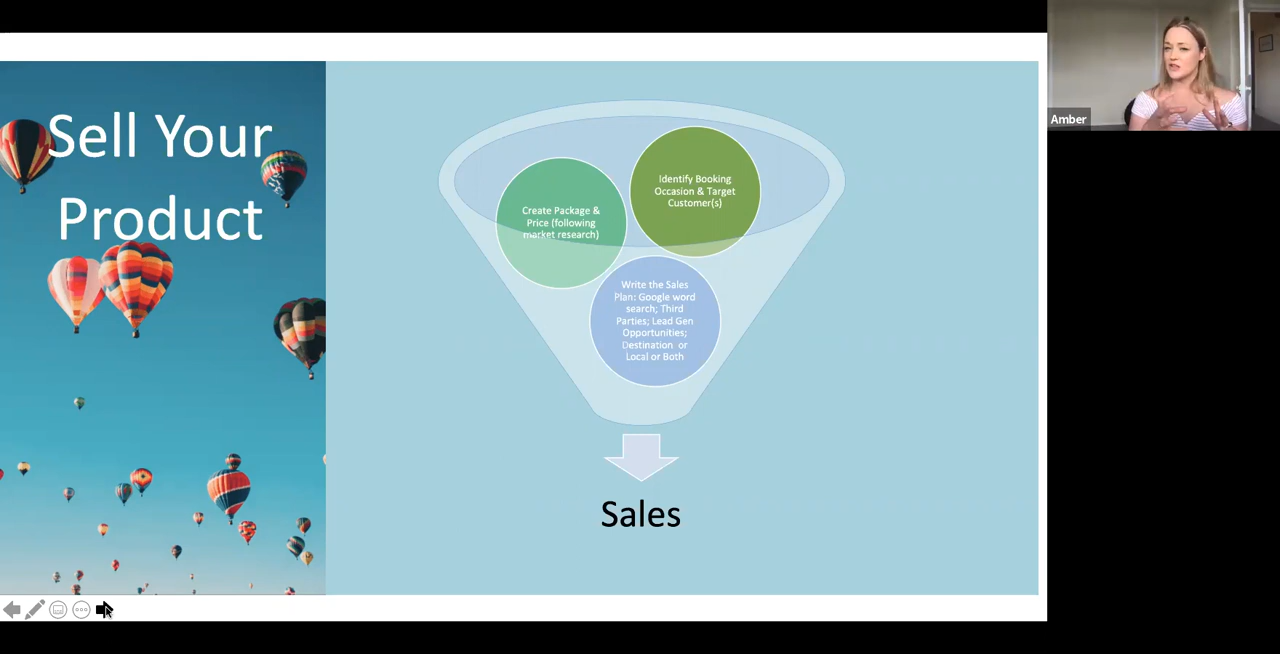 Sell Your
Product
Amber
Identify Booking
Occasion & Target
Customer(s)
Create Package &
Price (following
market research)
Write the Sales
Plan: Google word
search; Third
Parties; Lead Gen
Opportunities;
Destination or
Local or Both
Sales